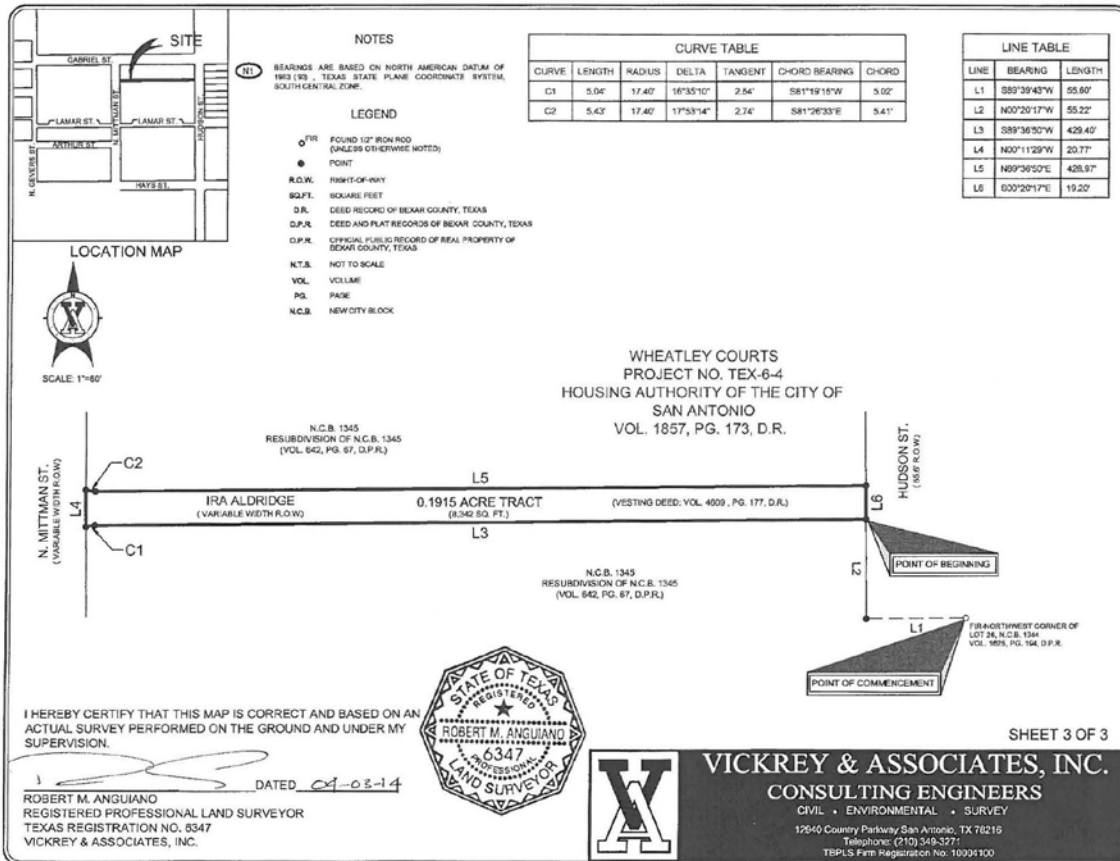 SITE
GABRIEL ST.
LAMAR ST.
LAMAR ST.
ARTHUR ST.
HAYS ST.
N. GEVERS ST.
N. MITTMAN ST.
HUDSON ST.
LOCATION MAP
N
SCALE: 1"=60'
NOTES
N1 BEARINGS ARE BASED ON NORTH AMERICAN DATUM OF
1983 (93) , TEXAS STATE PLANE COORDINATE SYSTEM,
SOUTH CENTRAL ZONE.
LEGEND
FIR FOUND 1/2" IRON ROD
(UNLESS OTHERWISE NOTED)
POINT
R.O.W. RIGHT-OF-WAY
SQ.FT. SQUARE FEET
D.R. DEED RECORD OF BEXAR COUNTY, TEXAS
D.P.R. DEED AND PLAT RECORDS OF BEXAR COUNTY, TEXAS
O.P.R. OFFICIAL PUBLIC RECORD OF REAL PROPERTY OF
BEXAR COUNTY, TEXAS
N.T.S. NOT TO SCALE
VOL. VOLUME
PG. PAGE
N.C.B. NEW CITY BLOCK
CURVE TABLE
CURVE LENGTH RADIUS DELTA TANGENT CHORD BEARING CHORD
C1 5.04' 17.40' 16°35'10" 2.54' S81°19'15"W 5.02'
C2 5.43' 17.40' 17°53'14" 2.74' S81°26'33"E 5.41'
LINE TABLE
LINE BEARING LENGTH
L1 S89°39'43"W 55.60'
L2 N00°20'17"W 55.22'
L3 S89°36'50"W 429.40'
L4 N00°11'29"W 20.77'
L5 N89°36'50"E 428.97'
L6 S00°20'17"E 19.20'
WHEATLEY COURTS
PROJECT NO. TEX-6-4
HOUSING AUTHORITY OF THE CITY OF
SAN ANTONIO
VOL. 1857, PG. 173, D.R.
N.C.B. 1345
RESUBDIVISION OF N.C.B. 1345
(VOL. 642, PG. 67, D.P.R.)
HUDSON ST.
(55.6' R.O.W)
N. MITTMAN ST.
(VARIABLE WIDTH R.O.W)
C2
L5
L4
IRA ALDRIDGE
(VARIABLE WIDTH R.O.W)
0.1915 ACRE TRACT
(8,342 SQ. FT.)
(VESTING DEED: VOL. 4609 , PG. 177, D.R.)
L6
L3
C1
POINT OF BEGINNING
N.C.B. 1345
RESUBDIVISION OF N.C.B. 1345
(VOL. 642, PG. 67, D.P.R.)
L2
L1
FIR-NORTHWEST CORNER OF
LOT 26, N.C.B. 1344
VOL. 1625, PG. 194, D.P.R.
POINT OF COMMENCEMENT
I HEREBY CERTIFY THAT THIS MAP IS CORRECT AND BASED ON AN
ACTUAL SURVEY PERFORMED ON THE GROUND AND UNDER MY
SUPERVISION.
DATED 04-03-14
ROBERT M. ANGUIANO
REGISTERED PROFESSIONAL LAND SURVEYOR
TEXAS REGISTRATION NO. 6347
VICKREY & ASSOCIATES, INC.
STATE OF TEXAS
REGISTERED
ROBERT M. ANGUIANO
6347
PROFESSIONAL
LAND SURVEYOR
SHEET 3 OF 3
VA
VICKREY & ASSOCIATES, INC.
CONSULTING ENGINEERS
CIVIL • ENVIRONMENTAL • SURVEY
12940 Country Parkway San Antonio, TX 78216
Telephone: (210) 349-3271
TBPLS Firm Registration No: 10004100